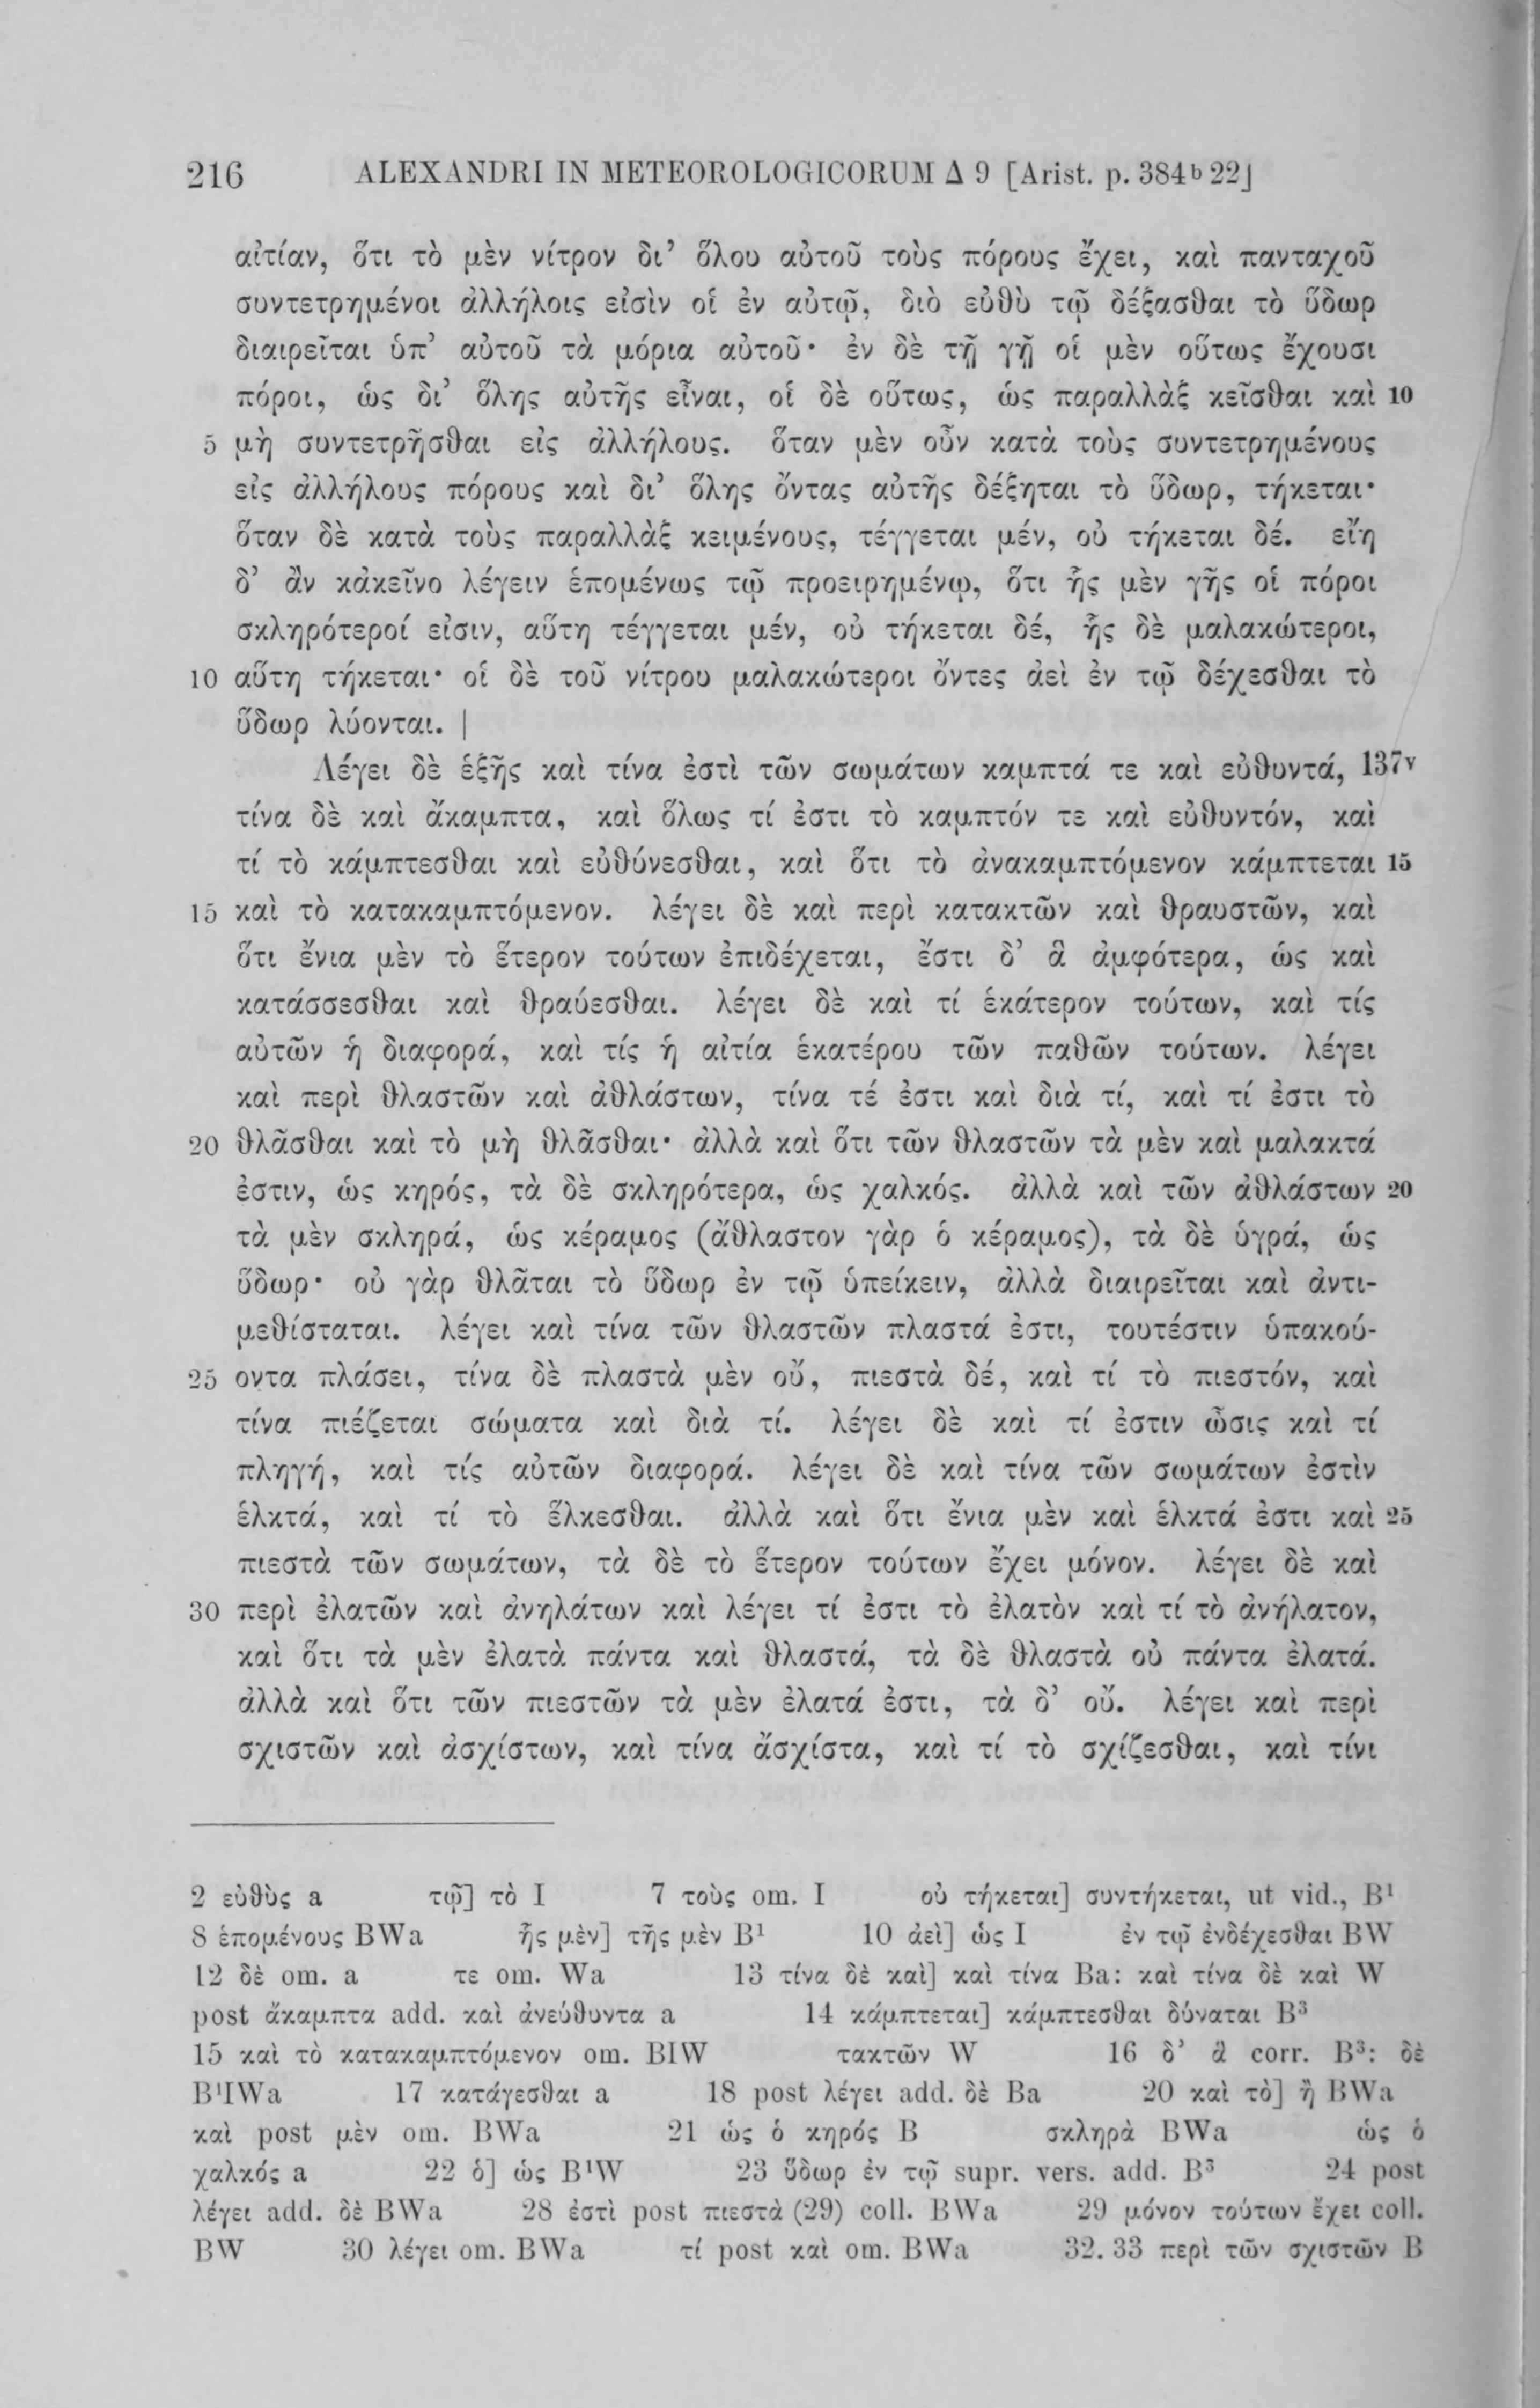 216 ALEXANDRI IN METEOROLOGICORUM Δ 9 [Arist. p. 384b 22]
αἰτίαν, ὅτι τὸ μὲν νίτρον δι’ ὅλου αὐτοῦ τοὺς πόρους ἔχει, καὶ πανταχοῦ
συντετρημένοι ἀλλήλοις εἰσὶν οἱ ἐν αὐτῷ, διὸ εὐθὺ τῷ δέξασθαι τὸ ὕδωρ
διαιρεῖται ὑπ’ αὐτοῦ τὰ μόρια αὐτοῦ· ἐν δὲ τῇ γῇ οἱ μὲν οὕτως ἔχουσι
πόροι, ὡς δι’ ὅλης αὐτῆς εἶναι, οἱ δὲ οὕτως, ὡς παραλλὰξ κεῖσθαι καὶ 10
5 μὴ συντετρῆσθαι εἰς ἀλλήλους. ὅταν μὲν οὖν κατὰ τοὺς συντετρημένους
εἰς ἀλλήλους πόρους καὶ δι’ ὅλης ὄντας αὐτῆς δέξηται τὸ ὕδωρ, τήκεται·
ὅταν δὲ κατὰ τοὺς παραλλὰξ κειμένους, τέγγεται μέν, οὐ τήκεται δέ. εἴη
δ’ ἂν κἀκεῖνο λέγειν ἑπομένως τῷ προειρημένῳ, ὅτι ἧς μὲν γῆς οἱ πόροι
σκληρότεροί εἰσιν, αὕτη τέγγεται μέν, οὐ τήκεται δέ, ἧς δὲ μαλακώτεροι,
10 αὕτη τήκεται· οἱ δὲ τοῦ νίτρου μαλακώτεροι ὄντες ἀεὶ ἐν τῷ δέχεσθαι τὸ
ὕδωρ λύονται. |
Λέγει δὲ ἑξῆς καὶ τίνα ἐστὶ τῶν σωμάτων καμπτά τε καὶ εὐθυντά, 137v
τίνα δὲ καὶ ἄκαμπτα, καὶ ὅλως τί ἐστι τὸ καμπτόν τε καὶ εὐθυντόν, καὶ
τί τὸ κάμπτεσθαι καὶ εὐθύνεσθαι, καὶ ὅτι τὸ ἀνακαμπτόμενον κάμπτεται 15
15 καὶ τὸ κατακαμπτόμενον. λέγει δὲ καὶ περὶ κατακτῶν καὶ θραυστῶν, καὶ
ὅτι ἔνια μὲν τὸ ἕτερον τούτων ἐπιδέχεται, ἔστι δ’ ἃ ἀμφότερα, ὡς καὶ
κατάσσεσθαι καὶ θραύεσθαι. λέγει δὲ καὶ τί ἑκάτερον τούτων, καὶ τίς
αὐτῶν ἡ διαφορά, καὶ τίς ἡ αἰτία ἑκατέρου τῶν παθῶν τούτων. λέγει
καὶ περὶ θλαστῶν καὶ ἀθλάστων, τίνα τέ ἐστι καὶ διὰ τί, καὶ τί ἐστι τὸ
20 θλᾶσθαι καὶ τὸ μὴ θλᾶσθαι· ἀλλὰ καὶ ὅτι τῶν θλαστῶν τὰ μὲν καὶ μαλακτά
ἐστιν, ὡς κηρός, τὰ δὲ σκληρότερα, ὡς χαλκός. ἀλλὰ καὶ τῶν ἀθλάστων 20
τὰ μὲν σκληρά, ὡς κέραμος (ἄθλαστον γὰρ ὁ κέραμος), τὰ δὲ ὑγρά, ὡς
ὕδωρ· οὐ γὰρ θλᾶται τὸ ὕδωρ ἐν τῷ ὑπείκειν, ἀλλὰ διαιρεῖται καὶ ἀντι-
μεθίσταται. λέγει καὶ τίνα τῶν θλαστῶν πλαστά ἐστι, τουτέστιν ὑπακού-
25 οντα πλάσει, τίνα δὲ πλαστὰ μὲν οὔ, πιεστὰ δέ, καὶ τί τὸ πιεστόν, καὶ
τίνα πιέζεται σώματα καὶ διὰ τί. λέγει δὲ καὶ τί ἐστιν ὦσις καὶ τί
πληγή, καὶ τίς αὐτῶν διαφορά. λέγει δὲ καὶ τίνα τῶν σωμάτων ἐστὶν
ἑλκτά, καὶ τί τὸ ἕλκεσθαι. ἀλλὰ καὶ ὅτι ἔνια μὲν καὶ ἑλκτά ἐστι καὶ 25
πιεστὰ τῶν σωμάτων, τὰ δὲ τὸ ἕτερον τούτων ἔχει μόνον. λέγει δὲ καὶ
30 περὶ ἐλατῶν καὶ ἀνηλάτων καὶ λέγει τί ἐστι τὸ ἐλατὸν καὶ τί τὸ ἀνήλατον,
καὶ ὅτι τὰ μὲν ἐλατὰ πάντα καὶ θλαστά, τὰ δὲ θλαστὰ οὐ πάντα ἐλατά.
ἀλλὰ καὶ ὅτι τῶν πιεστῶν τὰ μὲν ἐλατά ἐστι, τὰ δ’ οὔ. λέγει καὶ περὶ
σχιστῶν καὶ ἀσχίστων, καὶ τίνα ἄσχίστα, καὶ τί τὸ σχίζεσθαι, καὶ τίνι
2 εὐθὺς a τῷ] τὸ I 7 τοὺς om. I οὐ τήκεται] συντήκεται, ut vid., B¹
8 ἑπομένους BWa ἧς μὲν] τῆς μὲν B¹ 10 ἀεὶ] ὡς I ἐν τῷ ἐνδέχεσθαι BW
12 δὲ om. a τε om. Wa 13 τίνα δὲ καὶ] καὶ τίνα Ba: καὶ τίνα δὲ καὶ W
post ἄκαμπτα add. καὶ ἀνεύθυντα a 14 κάμπτεται] κάμπτεσθαι δύναται B³
15 καὶ τὸ κατακαμπτόμενον om. BIW τακτῶν W 16 δ’ ἃ corr. B³: δὲ
B¹IWa 17 κατάγεσθαι a 18 post λέγει add. δὲ Ba 20 καὶ τὸ] ἢ BWa
καὶ post μὲν om. BWa 21 ὡς ὁ κηρός B σκληρὰ BWa ὡς ὁ
χαλκός a 22 ὁ] ὡς B¹W 23 ὕδωρ ἐν τῷ supr. vers. add. B³ 24 post
λέγει add. δὲ BWa 28 ἐστὶ post πιεστὰ (29) coll. BWa 29 μόνον τούτων ἔχει coll.
BW 30 λέγει om. BWa τί post καὶ om. BWa 32. 33 περὶ τῶν σχιστῶν B